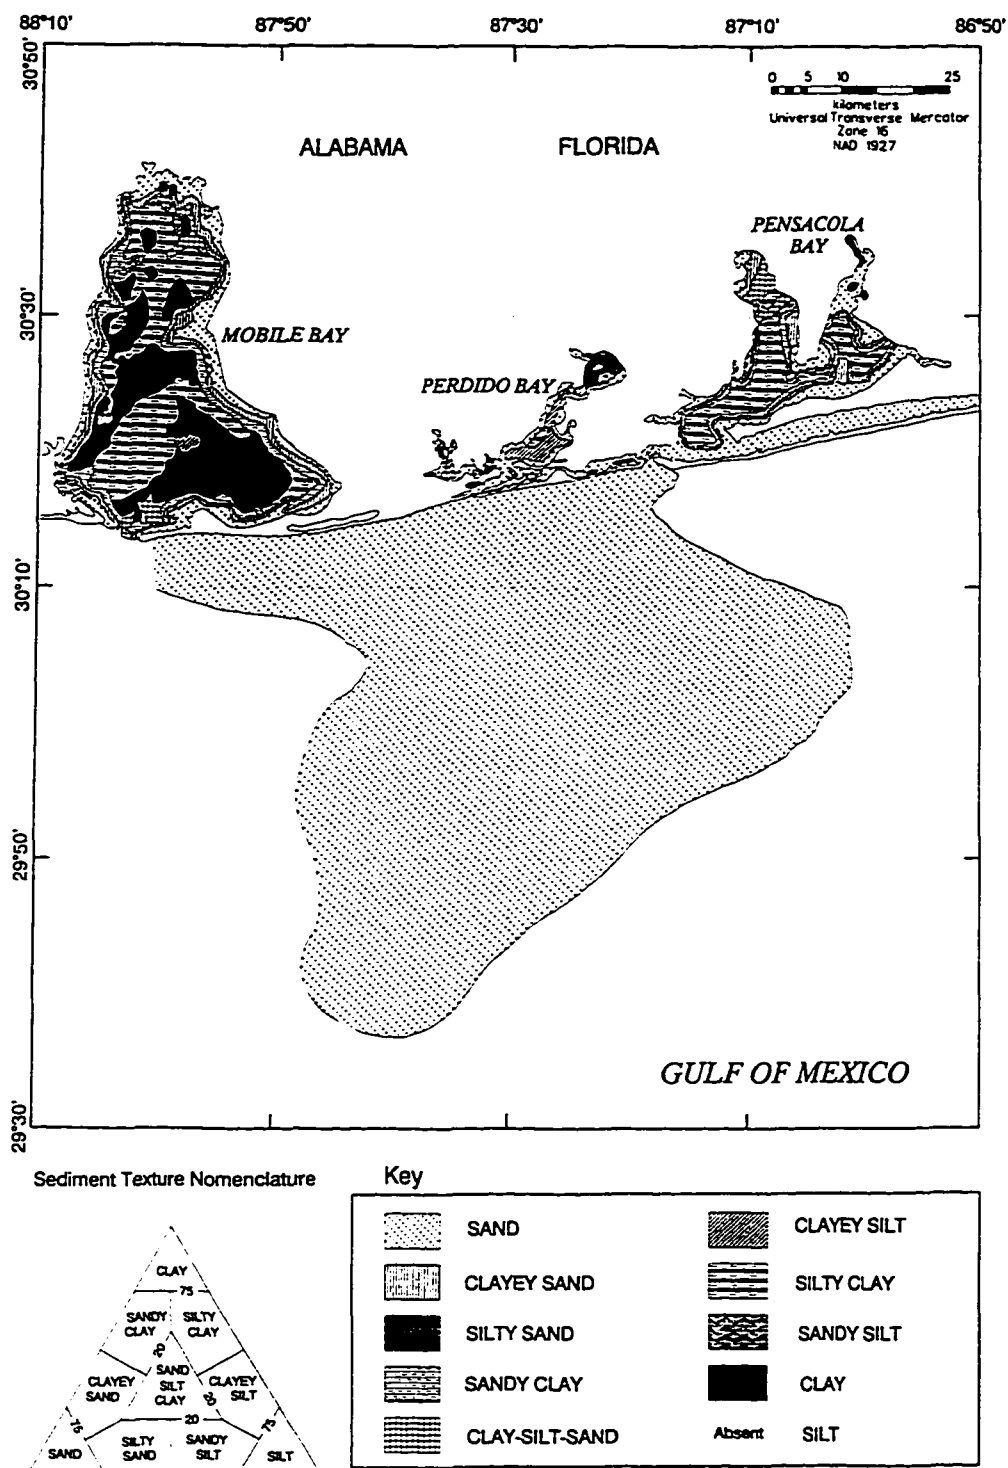 88°10' 87°50' 87°30' 87°10' 86°50'
30°50'
0 5 10 25
kilometers
Universal Transverse Mercator
Zone 16
NAD 1927
ALABAMA FLORIDA
PENSACOLA
BAY
30°30'
MOBILE BAY
PERDIDO BAY
30°10'
29°50'
GULF OF MEXICO
29°30'
Sediment Texture Nomenclature
CLAY
75
SANDY
CLAY
SILTY
CLAY
20
SAND
SILT
CLAY
CLAYEY
SAND
CLAYEY
SILT
20
75
20
75
SAND
SILTY
SAND
SANDY
SILT
SILT
Key
SAND
CLAYEY SAND
SILTY SAND
SANDY CLAY
CLAY-SILT-SAND
CLAYEY SILT
SILTY CLAY
SANDY SILT
CLAY
Absent SILT